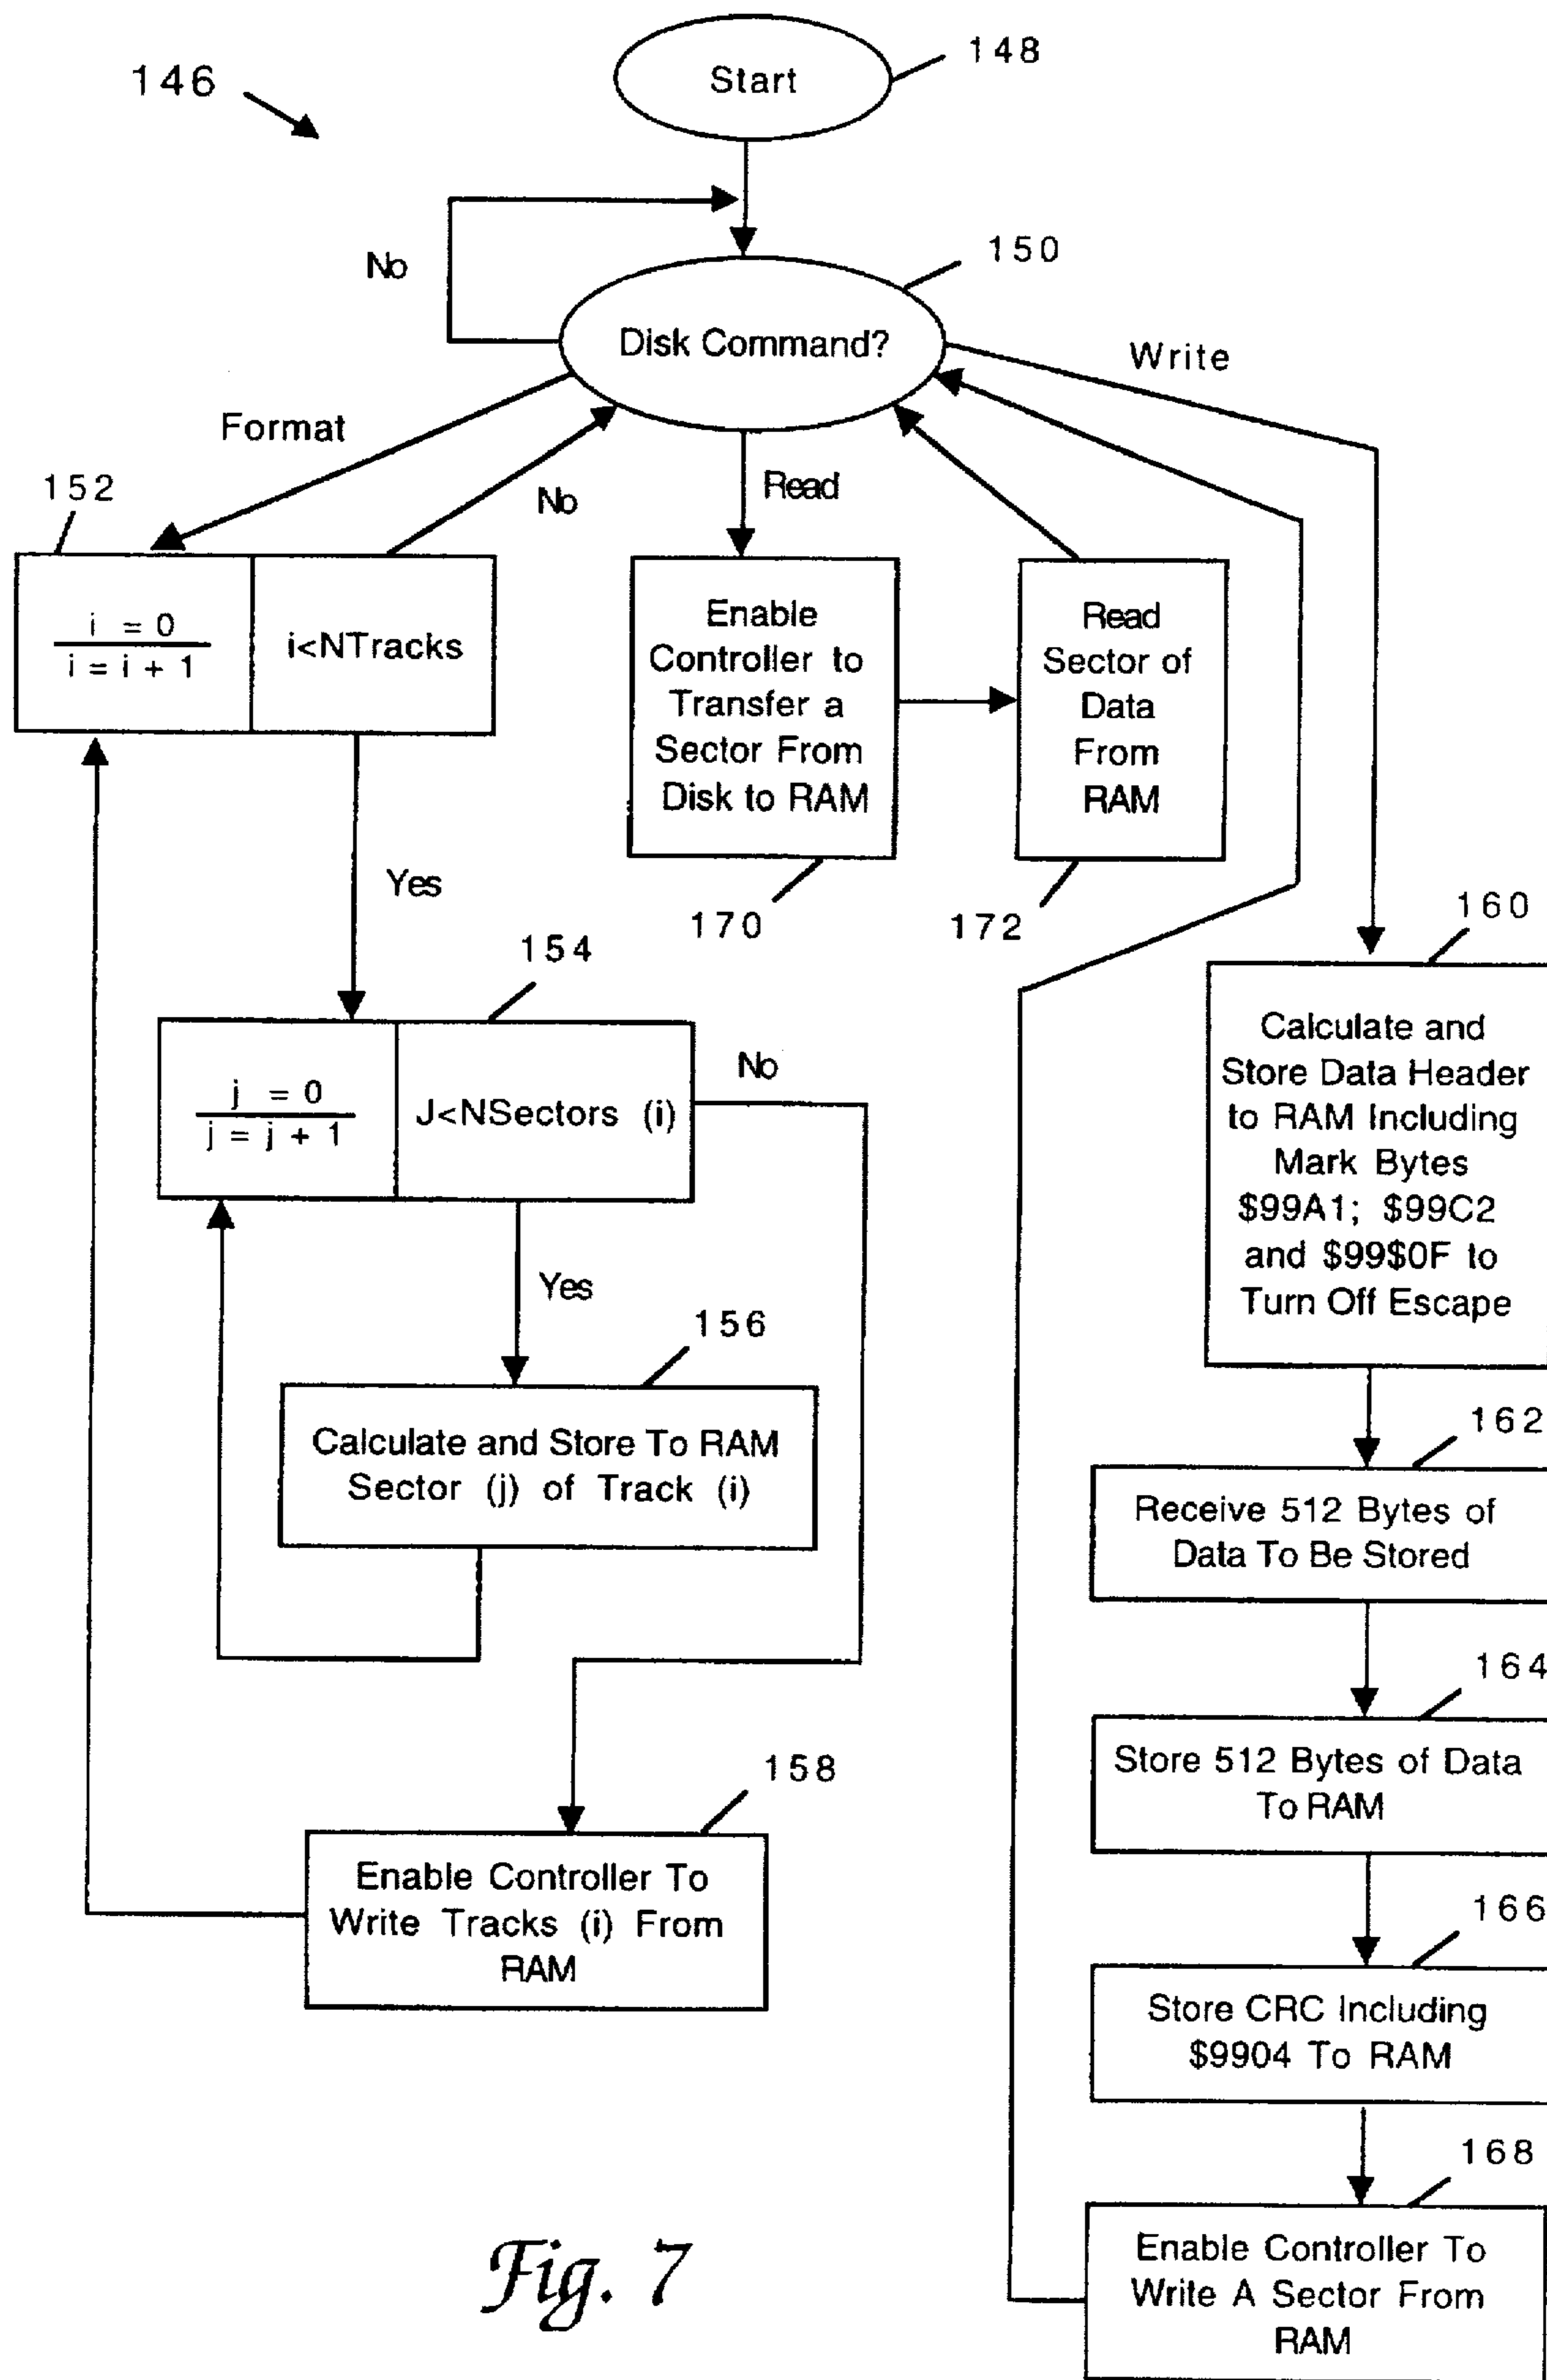 148
Start
146
No
150
Disk Command?
Write
Format
152
No
Read
i = 0
i = i + 1
i<NTracks
Enable
Controller to
Transfer a
Sector From
Disk to RAM
Read
Sector of
Data
From
RAM
Yes
170
172
160
154
Calculate and
Store Data Header
to RAM Including
Mark Bytes
$99A1; $99C2
and $99$0F to
Turn Off Escape
j = 0
j = j + 1
J<NSectors (i)
No
Yes
156
Calculate and Store To RAM
Sector (j) of Track (i)
162
Receive 512 Bytes of
Data To Be Stored
164
Store 512 Bytes of Data
To RAM
158
Enable Controller To
Write Tracks (i) From
RAM
166
Store CRC Including
$9904 To RAM
168
Enable Controller To
Write A Sector From
RAM
Fig. 7